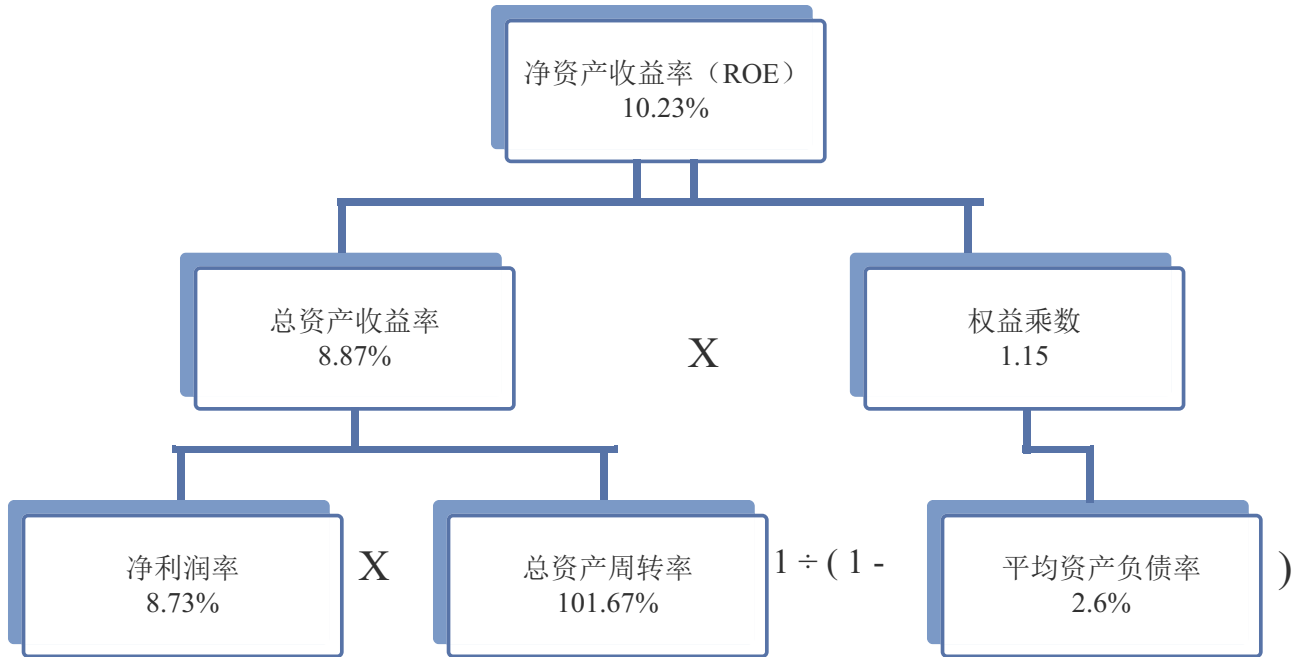 净资产收益率（ROE）
10.23%
总资产收益率
8.87%
X
权益乘数
1.15
净利润率
8.73%
X
总资产周转率
101.67%
1 ÷ ( 1 -
平均资产负债率
2.6%
)